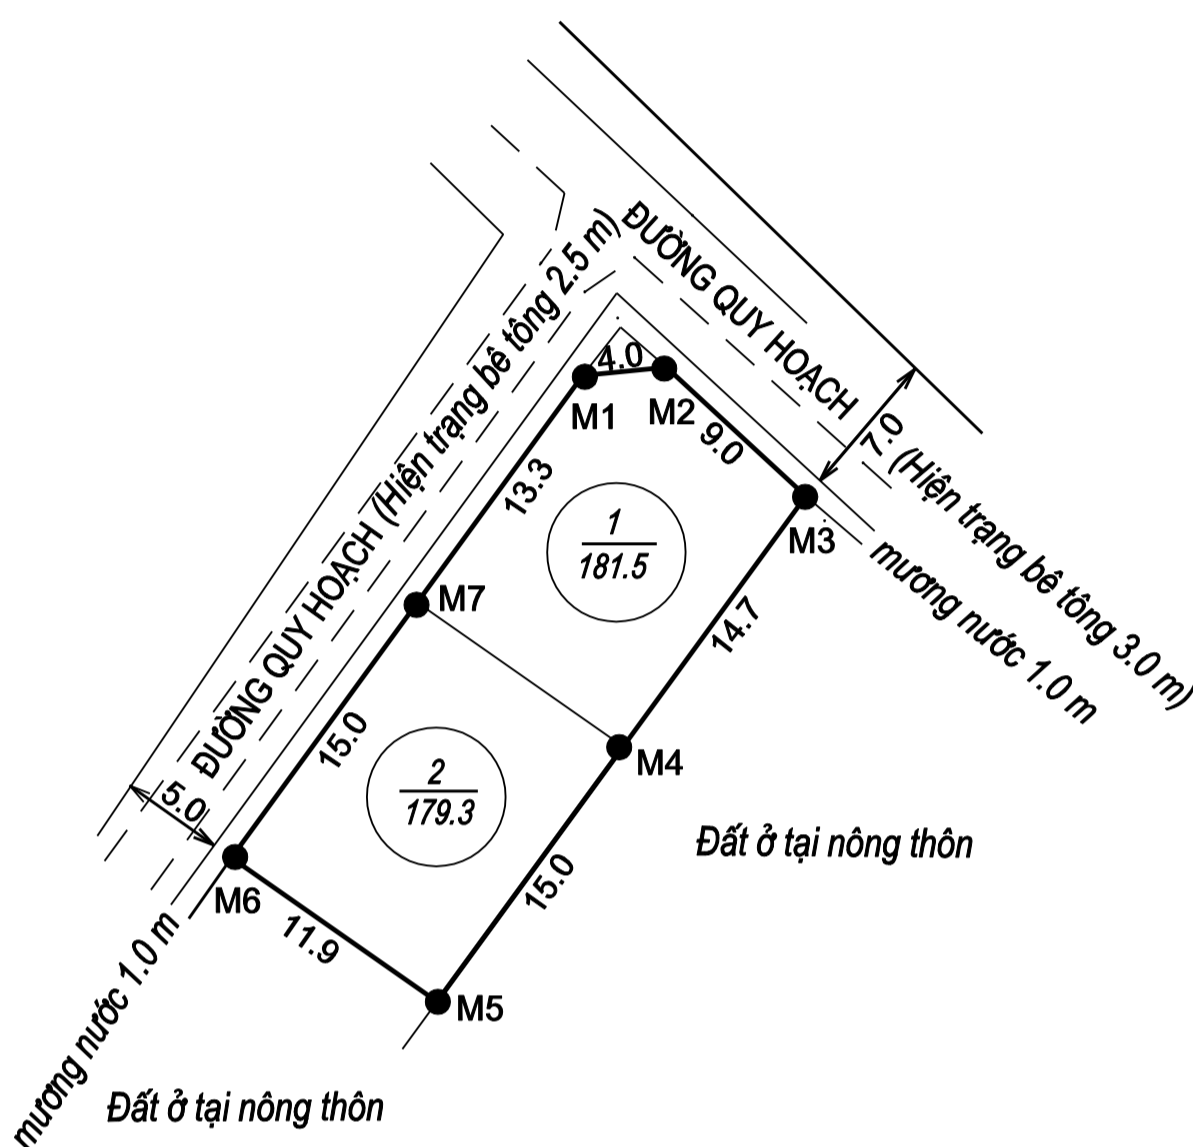 ĐƯỜNG QUY HOẠCH (Hiện trạng bê tông 3.0 m)
ĐƯỜNG QUY HOẠCH (Hiện trạng bê tông 2.5 m)
4.0
M1
M2
9.0
7.0
13.3
1
181.5
M3
mương nước 1.0 m
M7
14.7
15.0
M4
2
179.3
5.0
Đất ở tại nông thôn
15.0
M6
11.9
M5
mương nước 1.0 m
Đất ở tại nông thôn